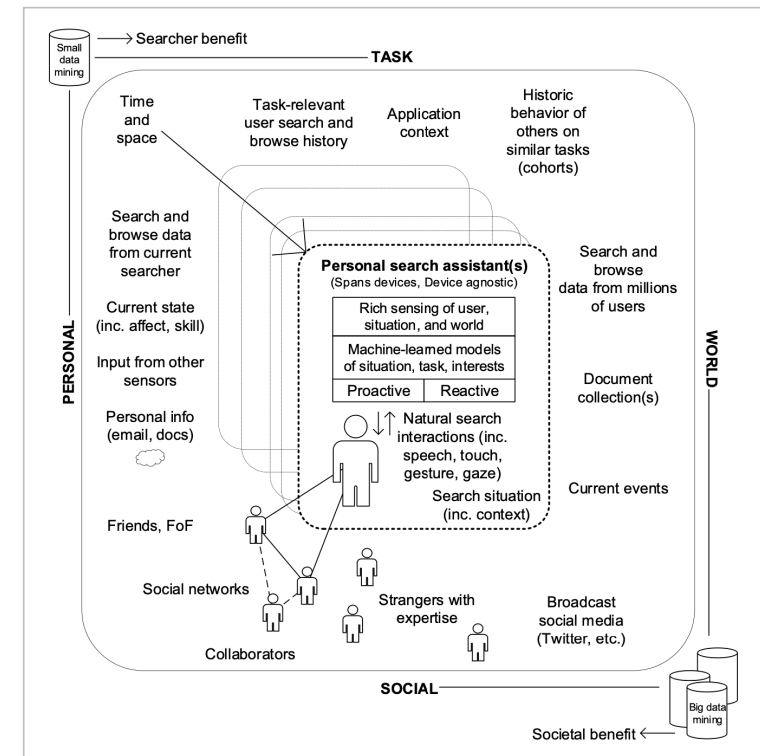 Small
data
mining
Searcher benefit
TASK
Time
and
space
Task-relevant
user search and
browse history
Application
context
Historic
behavior of
others on
similar tasks
(cohorts)
PERSONAL
Search and
browse data
from current
searcher
Current state
(inc. affect, skill)
Input from other
sensors
Personal info
(email, docs)
Personal search assistant(s)
(Spans devices, Device agnostic)
Rich sensing of user,
situation, and world
Machine-learned models
of situation, task, interests
Proactive
Reactive
Natural search
interactions (inc.
speech, touch,
gesture, gaze)
Search situation
(inc. context)
Search and
browse
data from millions
of users
WORLD
Document
collection(s)
Current events
Friends, FoF
Social networks
Collaborators
Strangers with
expertise
Broadcast
social media
(Twitter, etc.)
SOCIAL
Big data
mining
Societal benefit